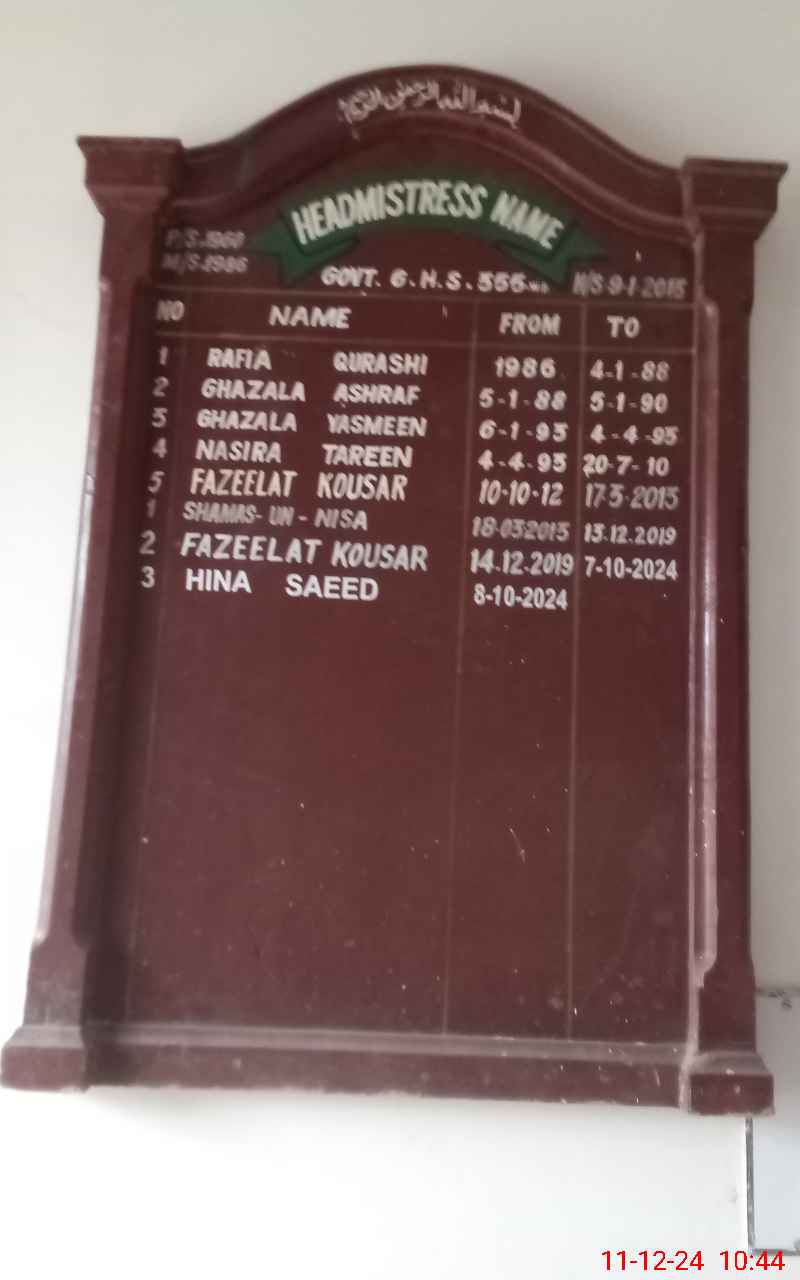 بسم الله الرحمن الرحيم
HEADMISTRESS NAME
P/S.1960
M/S.1986
GOVT. G.H.S. 555 H/S 9-1-2015
NO NAME FROM TO
1 RAFIA QURASHI 1986 4-1-88
2 GHAZALA ASHRAF 5-1-88 5-1-90
3 GHAZALA YASMEEN 6-1-93 4-4-93
4 NASIRA TAREEN 4-4-93 20-7-10
5 FAZEELAT KOUSAR 10-10-12 17-3-2015
1 SHAMAS-UN-NISA 18-03-2015 13.12.2019
2 FAZEELAT KOUSAR 14.12.2019 7-10-2024
3 HINA SAEED 8-10-2024
11-12-24 10:44